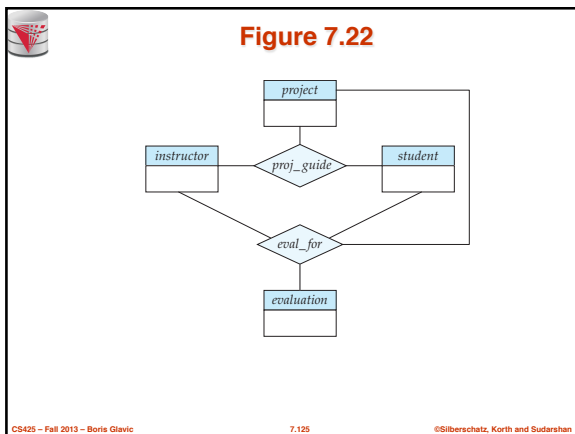 Figure 7.22
project
instructor
proj_guide
student
eval_for
evaluation
CS425 – Fall 2013 – Boris Glavic
7.125
©Silberschatz, Korth and Sudarshan